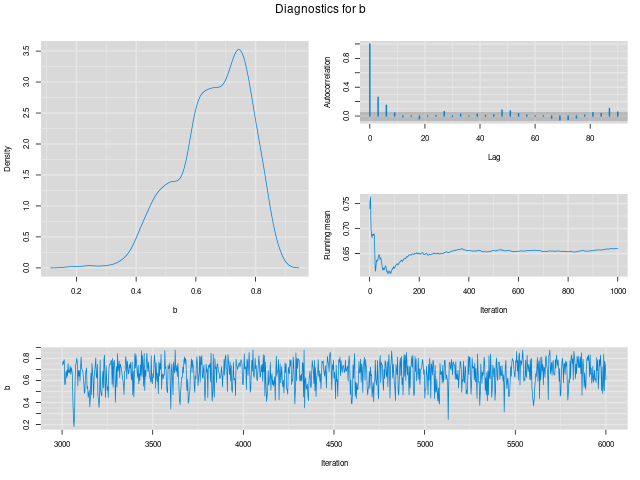 Diagnostics for b
Density
0.0 0.5 1.0 1.5 2.0 2.5 3.0 3.5
0.2 0.4 0.6 0.8
b
Autocorrelation
0.0 0.4 0.8
0 20 40 60 80
Lag
Running mean
0.65 0.70 0.75
0 200 400 600 800 1000
Iteration
b
0.2 0.4 0.6 0.8
3000 3500 4000 4500 5000 5500 6000
Iteration